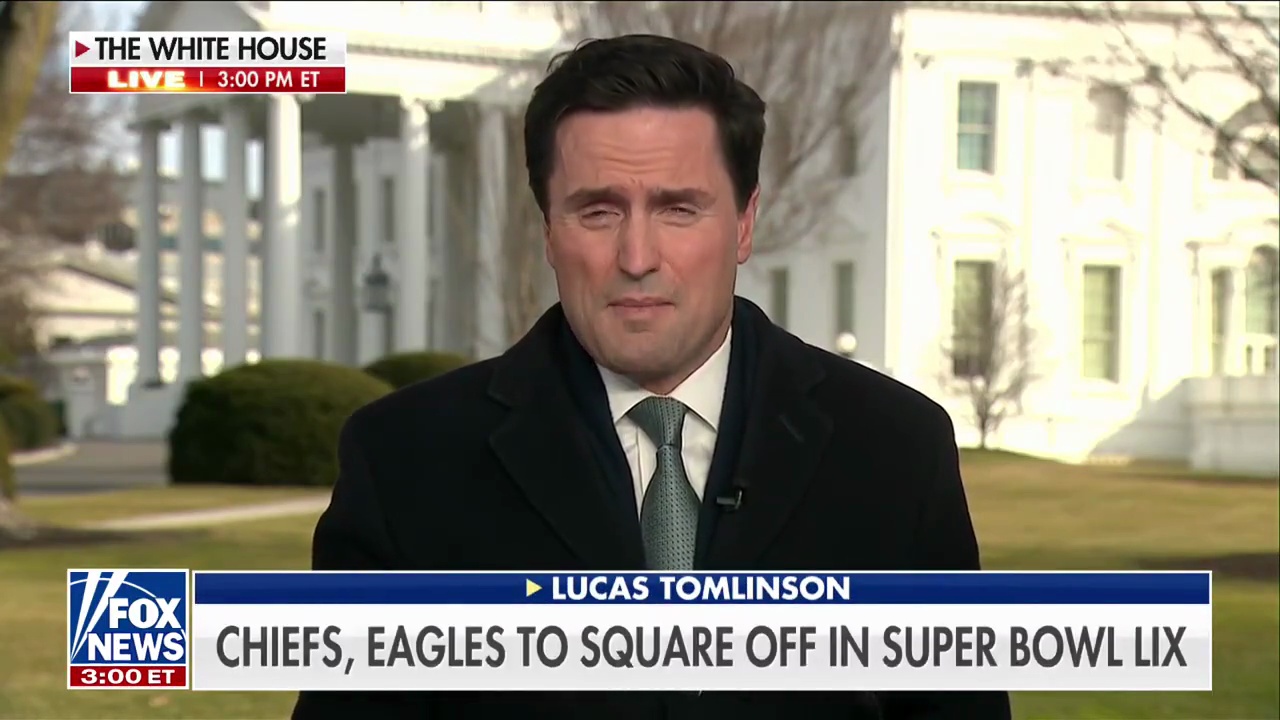 THE WHITE HOUSE
LIVE | 3:00 PM ET
LUCAS TOMLINSON
FOX
NEWS
3:00 ET
CHIEFS, EAGLES TO SQUARE OFF IN SUPER BOWL LIX